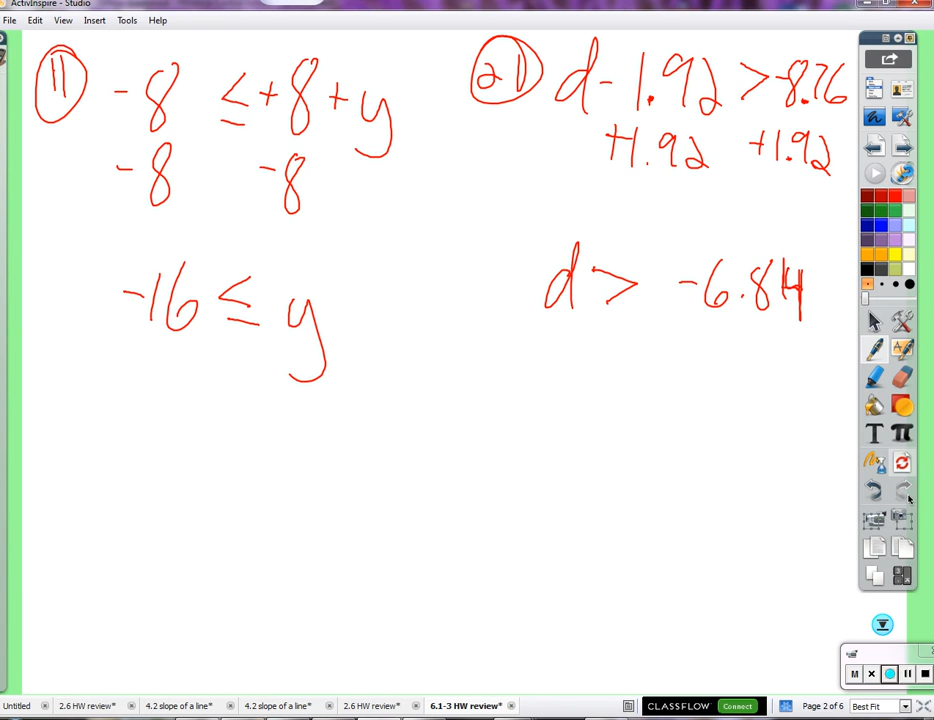 ActivInspire - Studio
File Edit View Insert Tools Help
11 -8 ≤ +8 + y
-8 -8
-16 ≤ y
21 d - 1.92 > -8.76
+1.92 +1.92
d > -6.84
Untitled 2.6 HW review* 4.2 slope of a line* 4.2 slope of a line* 2.6 HW review* 6.1-3 HW review* CLASSFLOW Connect Page 2 of 6 Best Fit